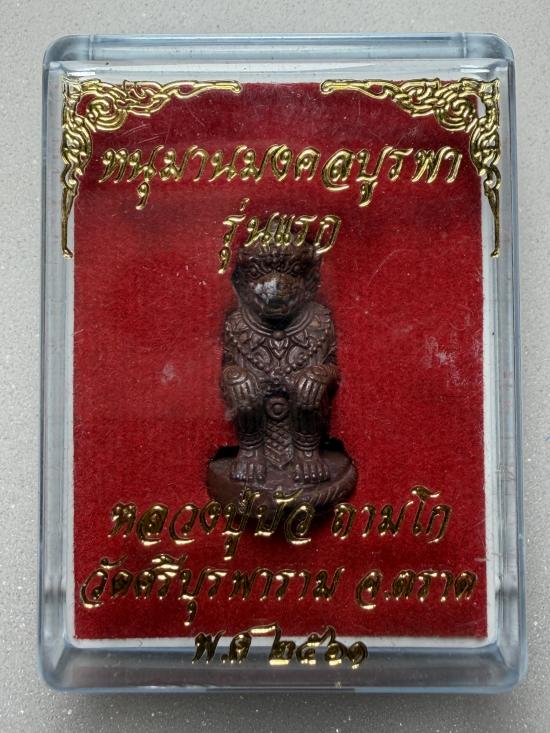 หนุมานมงคลบูรพา
รุ่นแรก
หลวงปู่บัว ถามโก
วัดศรีบุรพาราม จ.ตราด
พ.ศ ๒๕๖๑